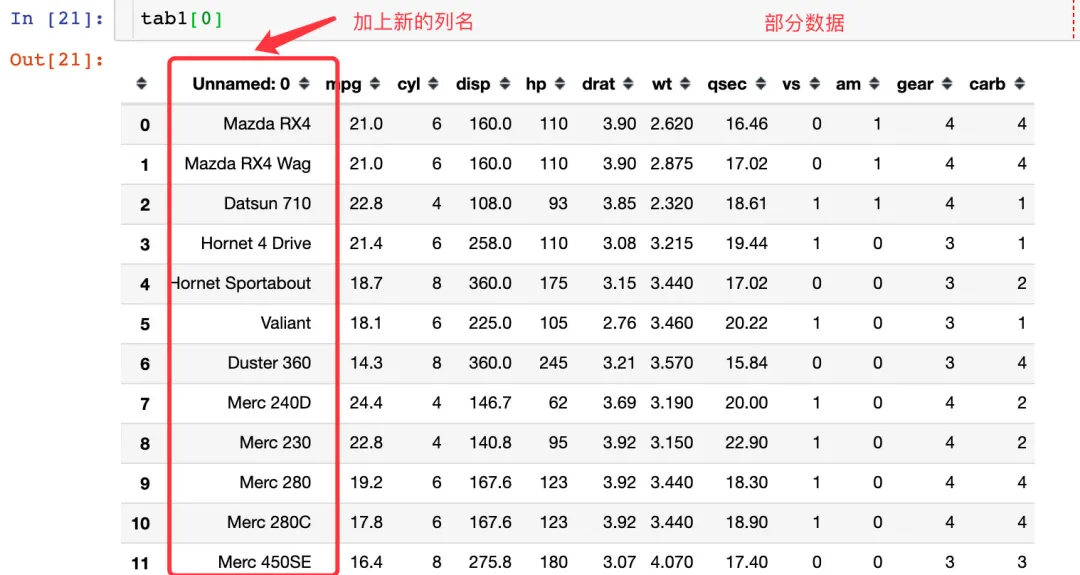 In [21]: tab1[0] 加上新的列名 部分数据
Out[21]:
Unnamed: 0 mpg cyl disp hp drat wt qsec vs am gear carb
0 Mazda RX4 21.0 6 160.0 110 3.90 2.620 16.46 0 1 4 4
1 Mazda RX4 Wag 21.0 6 160.0 110 3.90 2.875 17.02 0 1 4 4
2 Datsun 710 22.8 4 108.0 93 3.85 2.320 18.61 1 1 4 1
3 Hornet 4 Drive 21.4 6 258.0 110 3.08 3.215 19.44 1 0 3 1
4 Hornet Sportabout 18.7 8 360.0 175 3.15 3.440 17.02 0 0 3 2
5 Valiant 18.1 6 225.0 105 2.76 3.460 20.22 1 0 3 1
6 Duster 360 14.3 8 360.0 245 3.21 3.570 15.84 0 0 3 4
7 Merc 240D 24.4 4 146.7 62 3.69 3.190 20.00 1 0 4 2
8 Merc 230 22.8 4 140.8 95 3.92 3.150 22.90 1 0 4 2
9 Merc 280 19.2 6 167.6 123 3.92 3.440 18.30 1 0 4 4
10 Merc 280C 17.8 6 167.6 123 3.92 3.440 18.90 1 0 4 4
11 Merc 450SE 16.4 8 275.8 180 3.07 4.070 17.40 0 0 3 3